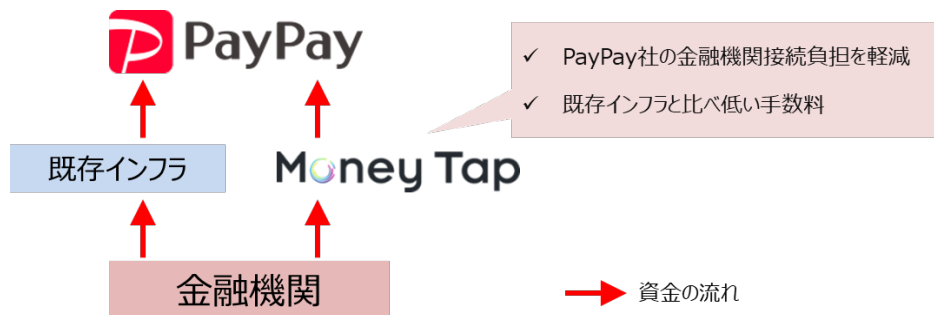 PayPay
✓ PayPay社の金融機関接続負担を軽減
✓ 既存インフラと比べ低い手数料
既存インフラ
Money Tap
金融機関
資金の流れ